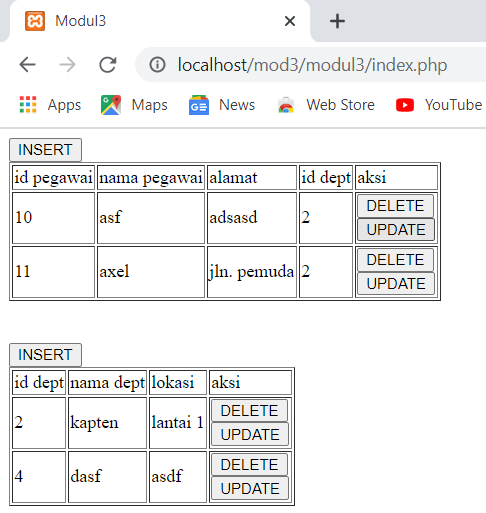 Modul3
localhost/mod3/modul3/index.php
Apps Maps News Web Store YouTube
INSERT
id pegawai nama pegawai alamat id dept aksi
10 asf adsasd 2 DELETE
UPDATE
11 axel jln. pemuda 2 DELETE
UPDATE
INSERT
id dept nama dept lokasi aksi
2 kapten lantai 1 DELETE
UPDATE
4 dasf asdf DELETE
UPDATE